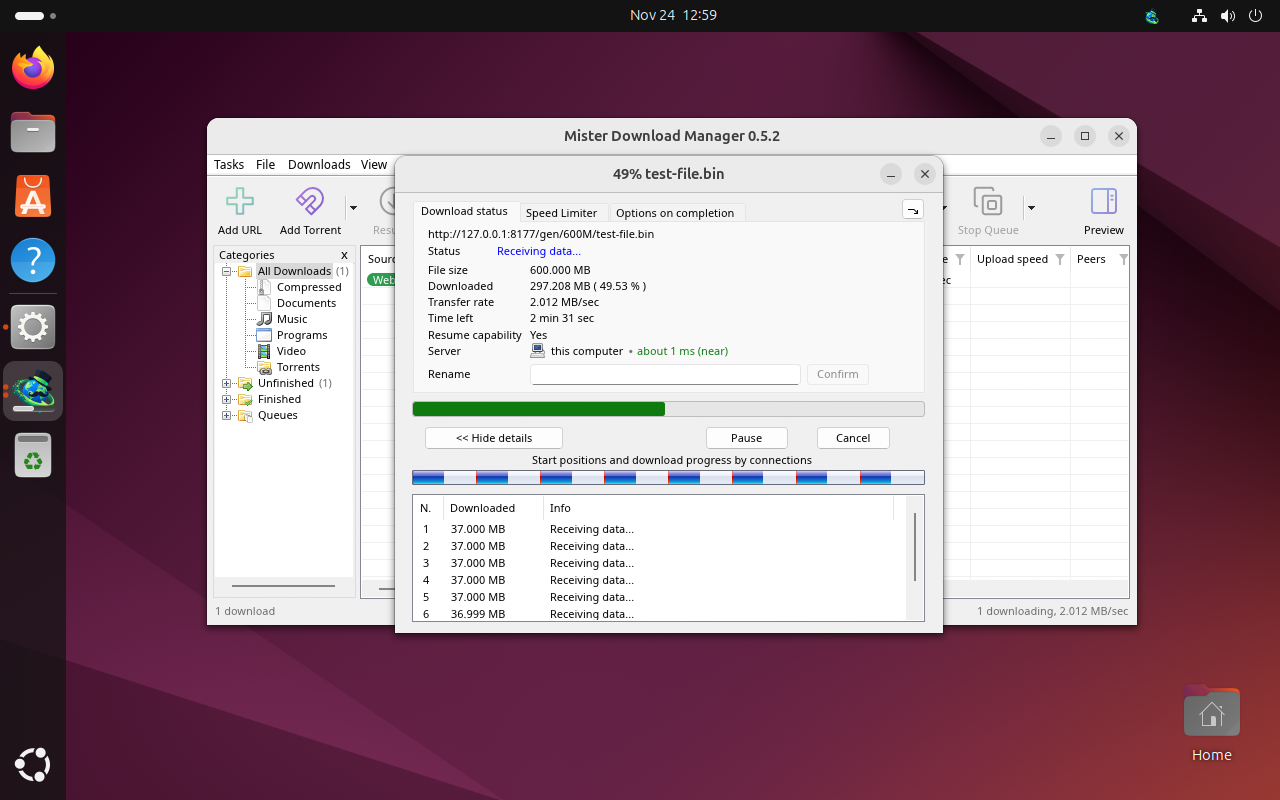 Nov 24 12:59
Mister Download Manager 0.5.2
Tasks File Downloads View
49% test-file.bin
Add URL Add Torrent Stop Queue Preview
Download status Speed Limiter Options on completion
http://127.0.0.1:8177/gen/600M/test-file.bin
Status Receiving data...
File size 600.000 MB
Downloaded 297.208 MB ( 49.53 % )
Transfer rate 2.012 MB/sec
Time left 2 min 31 sec
Resume capability Yes
Server this computer • about 1 ms (near)
Rename Confirm
<< Hide details Pause Cancel
Start positions and download progress by connections
N. Downloaded Info
1 37.000 MB Receiving data...
2 37.000 MB Receiving data...
3 37.000 MB Receiving data...
4 37.000 MB Receiving data...
5 37.000 MB Receiving data...
6 36.999 MB Receiving data...
Categories X
All Downloads (1)
Compressed
Documents
Music
Programs
Video
Torrents
Unfinished (1)
Finished
Queues
Upload speed Peers
1 download
1 downloading, 2.012 MB/sec
Home